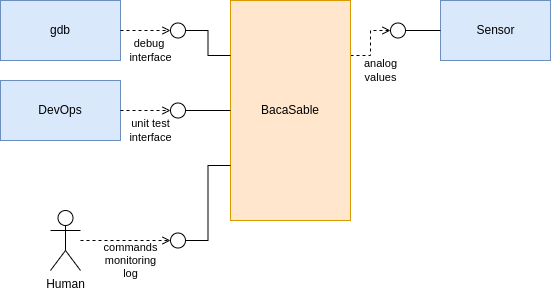 gdb
debug
interface
BacaSable
analog
values
Sensor
DevOps
unit test
interface
commands
monitoring
log
Human